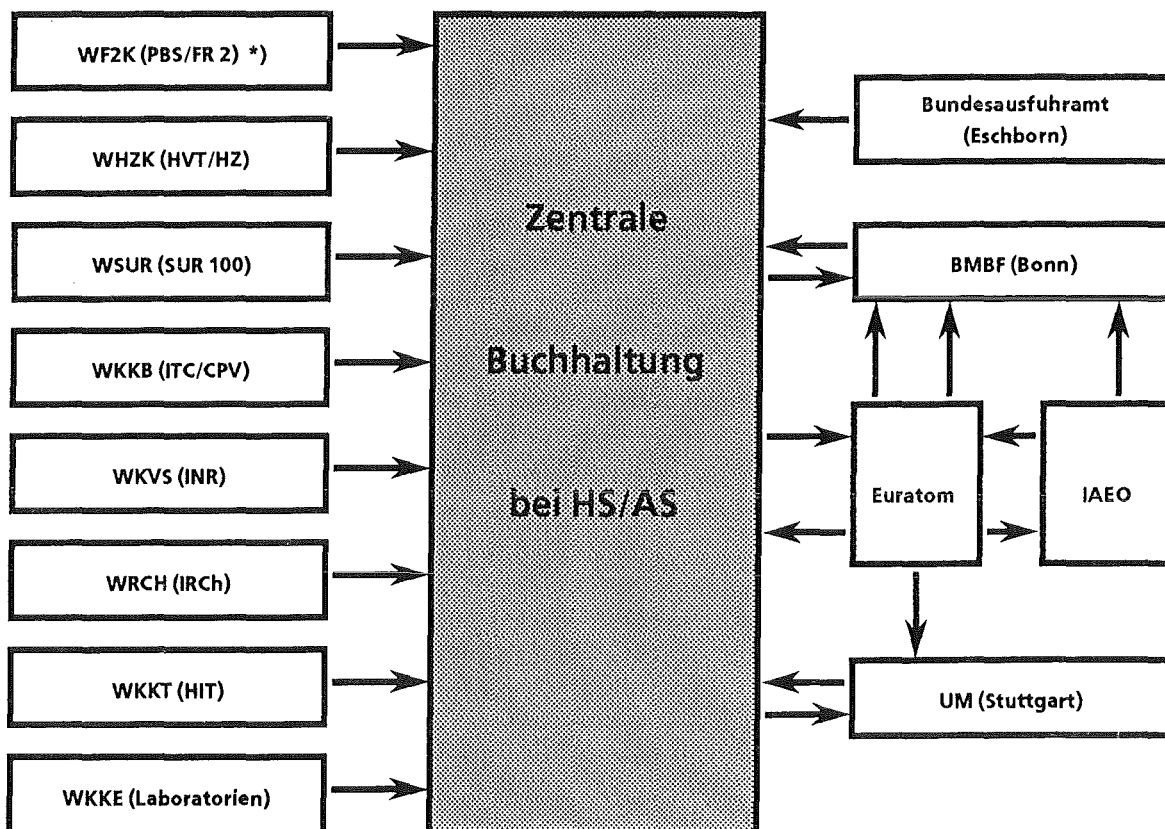 WF2K (PBS/FR 2) *)
WHZK (HVT/HZ)
WSUR (SUR 100)
WKKB (ITC/CPV)
WKVS (INR)
WRCH (IRCh)
WKKT (HIT)
WKKE (Laboratorien)
Zentrale
Buchhaltung
bei HS/AS
Bundesausfuhramt
(Eschborn)
BMBF (Bonn)
Euratom
IAEO
UM (Stuttgart)